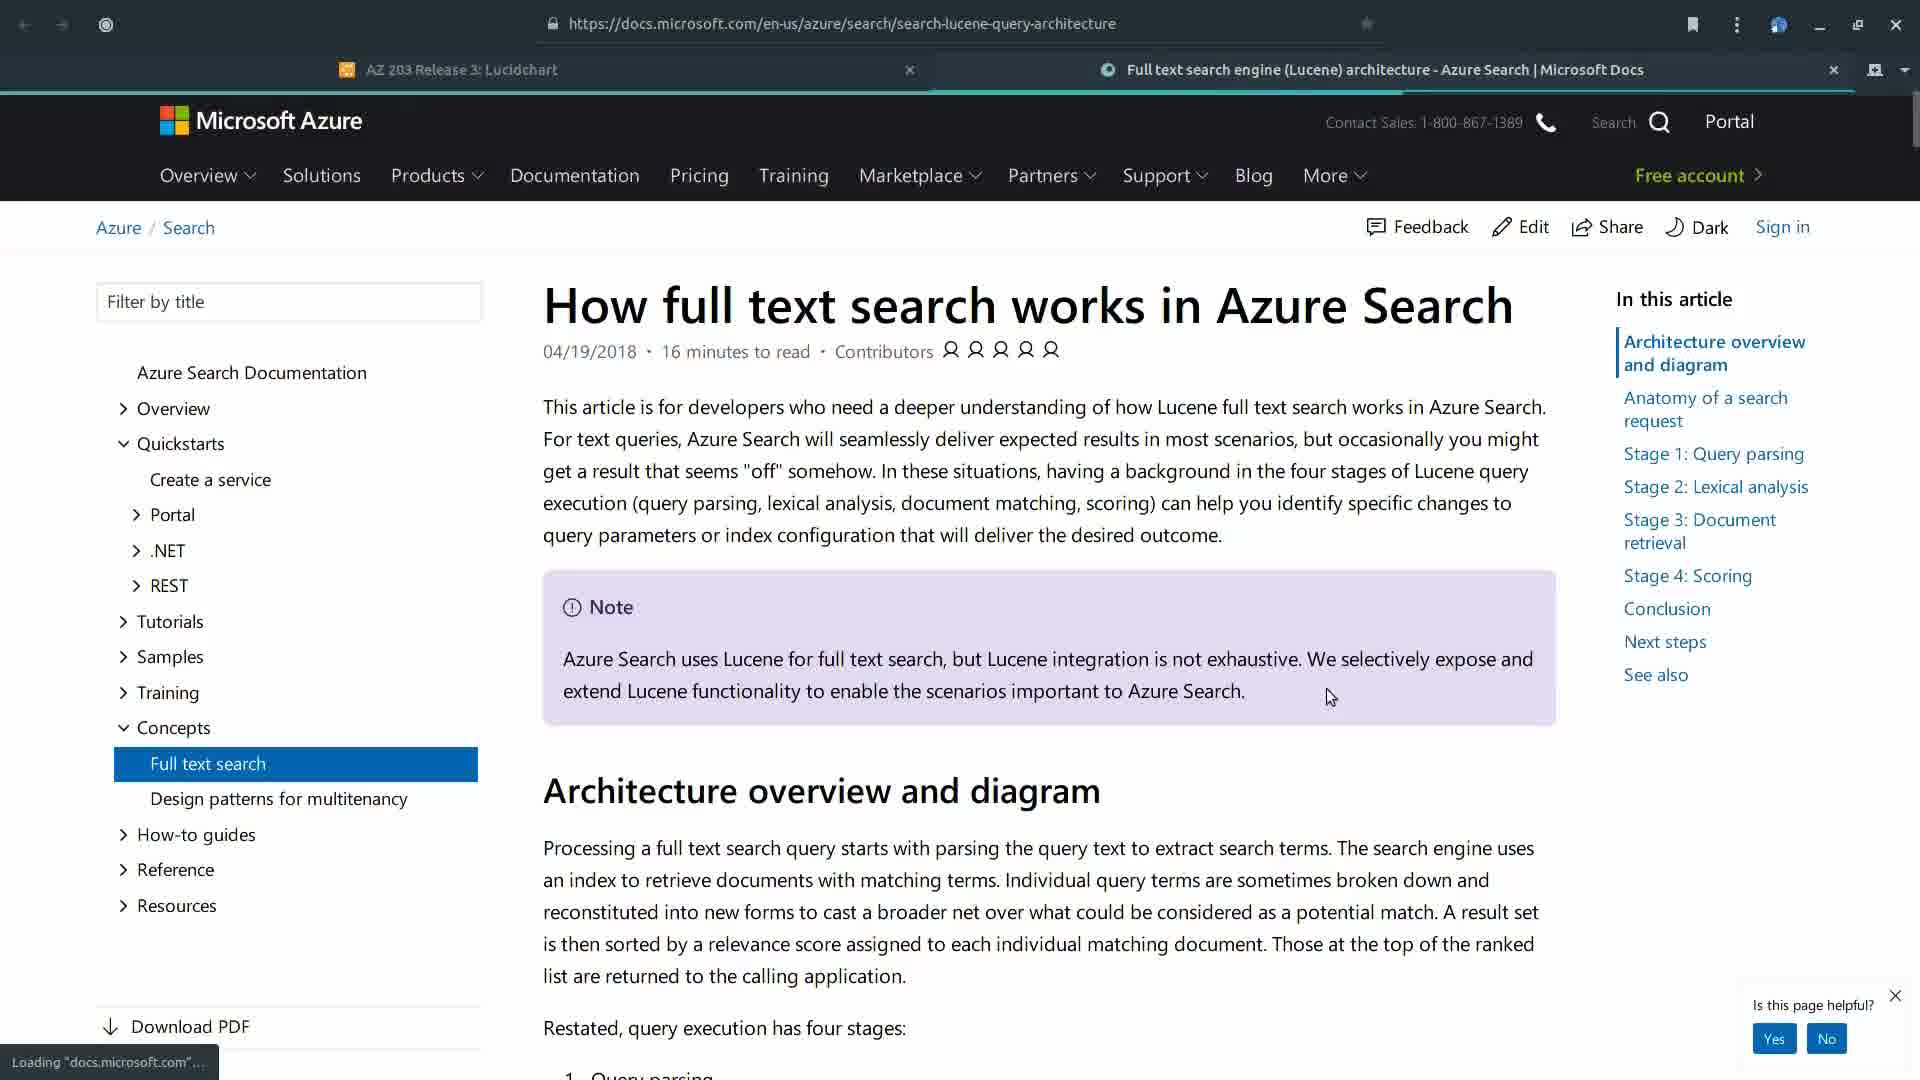 https://docs.microsoft.com/en-us/azure/search/search-lucene-query-architecture
AZ 203 Release 3: Lucidchart
Full text search engine (Lucene) architecture - Azure Search | Microsoft Docs
Microsoft Azure
Contact Sales: 1-800-867-1389
Search
Portal
Overview
Solutions
Products
Documentation
Pricing
Training
Marketplace
Partners
Support
Blog
More
Free account
Azure / Search
Feedback
Edit
Share
Dark
Sign in
Filter by title
Azure Search Documentation
Overview
Quickstarts
Create a service
Portal
.NET
REST
Tutorials
Samples
Training
Concepts
Full text search
Design patterns for multitenancy
How-to guides
Reference
Resources
Download PDF
Loading "docs.microsoft.com"...
How full text search works in Azure Search
04/19/2018 • 16 minutes to read • Contributors
This article is for developers who need a deeper understanding of how Lucene full text search works in Azure Search.
For text queries, Azure Search will seamlessly deliver expected results in most scenarios, but occasionally you might
get a result that seems "off" somehow. In these situations, having a background in the four stages of Lucene query
execution (query parsing, lexical analysis, document matching, scoring) can help you identify specific changes to
query parameters or index configuration that will deliver the desired outcome.
Note
Azure Search uses Lucene for full text search, but Lucene integration is not exhaustive. We selectively expose and
extend Lucene functionality to enable the scenarios important to Azure Search.
Architecture overview and diagram
Processing a full text search query starts with parsing the query text to extract search terms. The search engine uses
an index to retrieve documents with matching terms. Individual query terms are sometimes broken down and
reconstituted into new forms to cast a broader net over what could be considered as a potential match. A result set
is then sorted by a relevance score assigned to each individual matching document. Those at the top of the ranked
list are returned to the calling application.
Restated, query execution has four stages:
1. Query parsing
In this article
Architecture overview
and diagram
Anatomy of a search
request
Stage 1: Query parsing
Stage 2: Lexical analysis
Stage 3: Document
retrieval
Stage 4: Scoring
Conclusion
Next steps
See also
Is this page helpful?
Yes
No